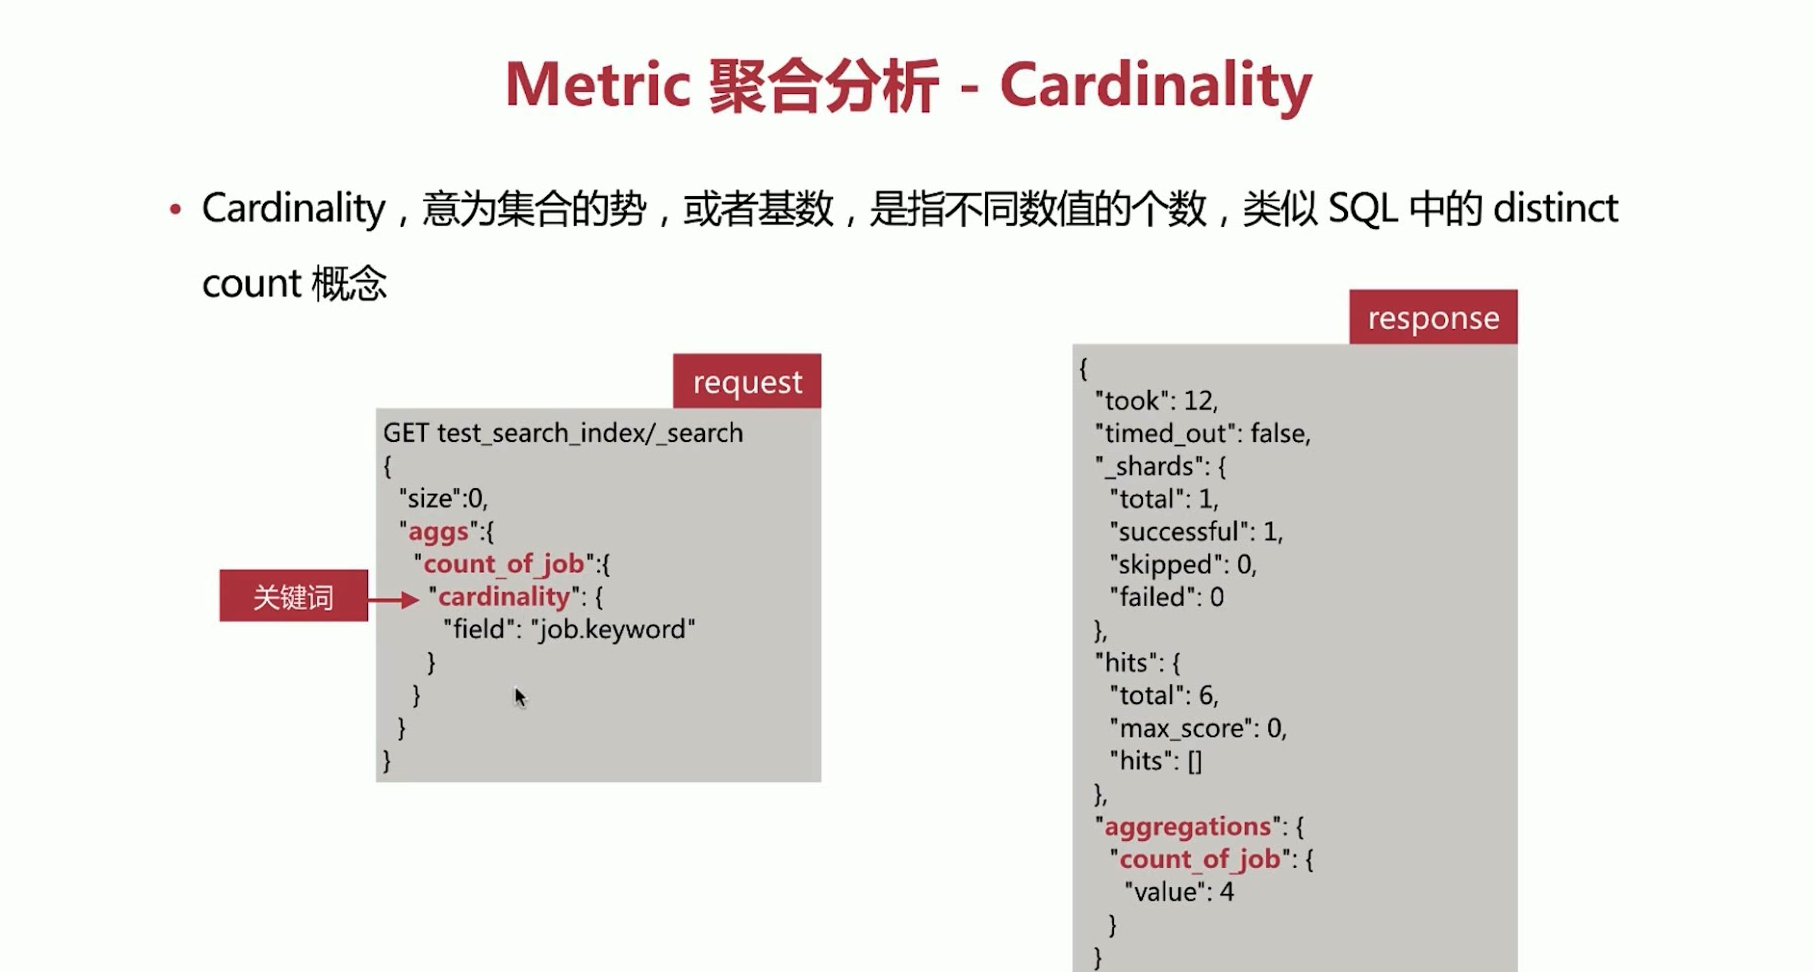 Metric 聚合分析 - Cardinality
• Cardinality，意为集合的势，或者基数，是指不同数值的个数，类似 SQL 中的 distinct
count 概念
request
GET test_search_index/_search
{
"size":0,
"aggs":{
"count_of_job":{
关键词
"cardinality": {
"field": "job.keyword"
}
}
}
}
response
{
"took": 12,
"timed_out": false,
"_shards": {
"total": 1,
"successful": 1,
"skipped": 0,
"failed": 0
},
"hits": {
"total": 6,
"max_score": 0,
"hits": []
},
"aggregations": {
"count_of_job": {
"value": 4
}
}